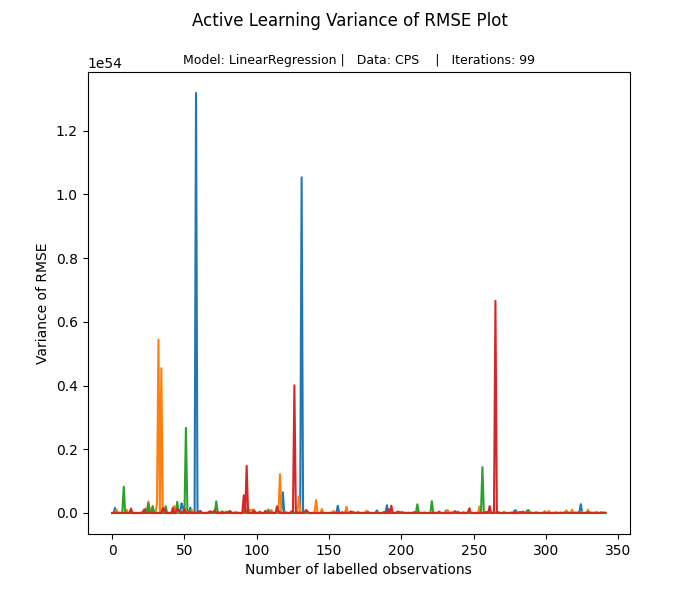 Active Learning Variance of RMSE Plot
Model: LinearRegression |   Data: CPS    |   Iterations: 99
1e54
1.2
1.0
0.8
0.6
0.4
0.2
0.0
Variance of RMSE
0 50 100 150 200 250 300 350
Number of labelled observations